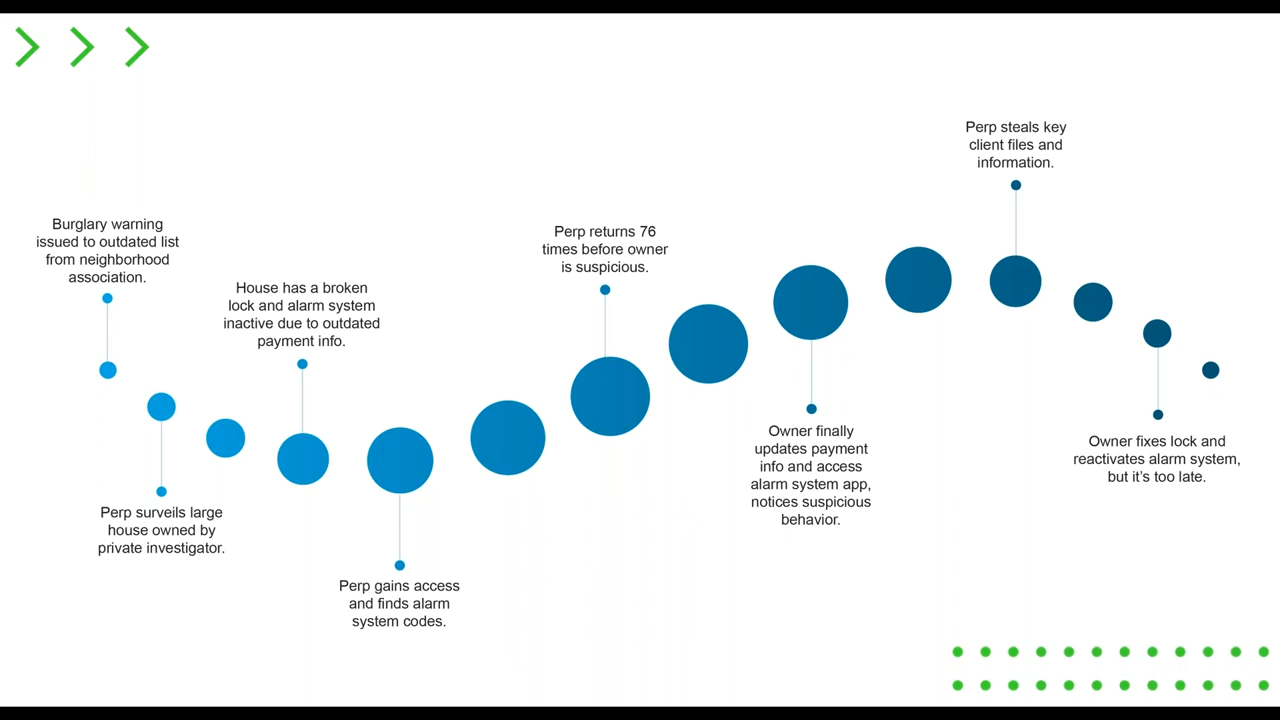 Burglary warning
issued to outdated list
from neighborhood
association.
Perp surveils large
house owned by
private investigator.
House has a broken
lock and alarm system
inactive due to outdated
payment info.
Perp gains access
and finds alarm
system codes.
Perp returns 76
times before owner
is suspicious.
Owner finally
updates payment
info and access
alarm system app,
notices suspicious
behavior.
Perp steals key
client files and
information.
Owner fixes lock and
reactivates alarm system,
but it’s too late.